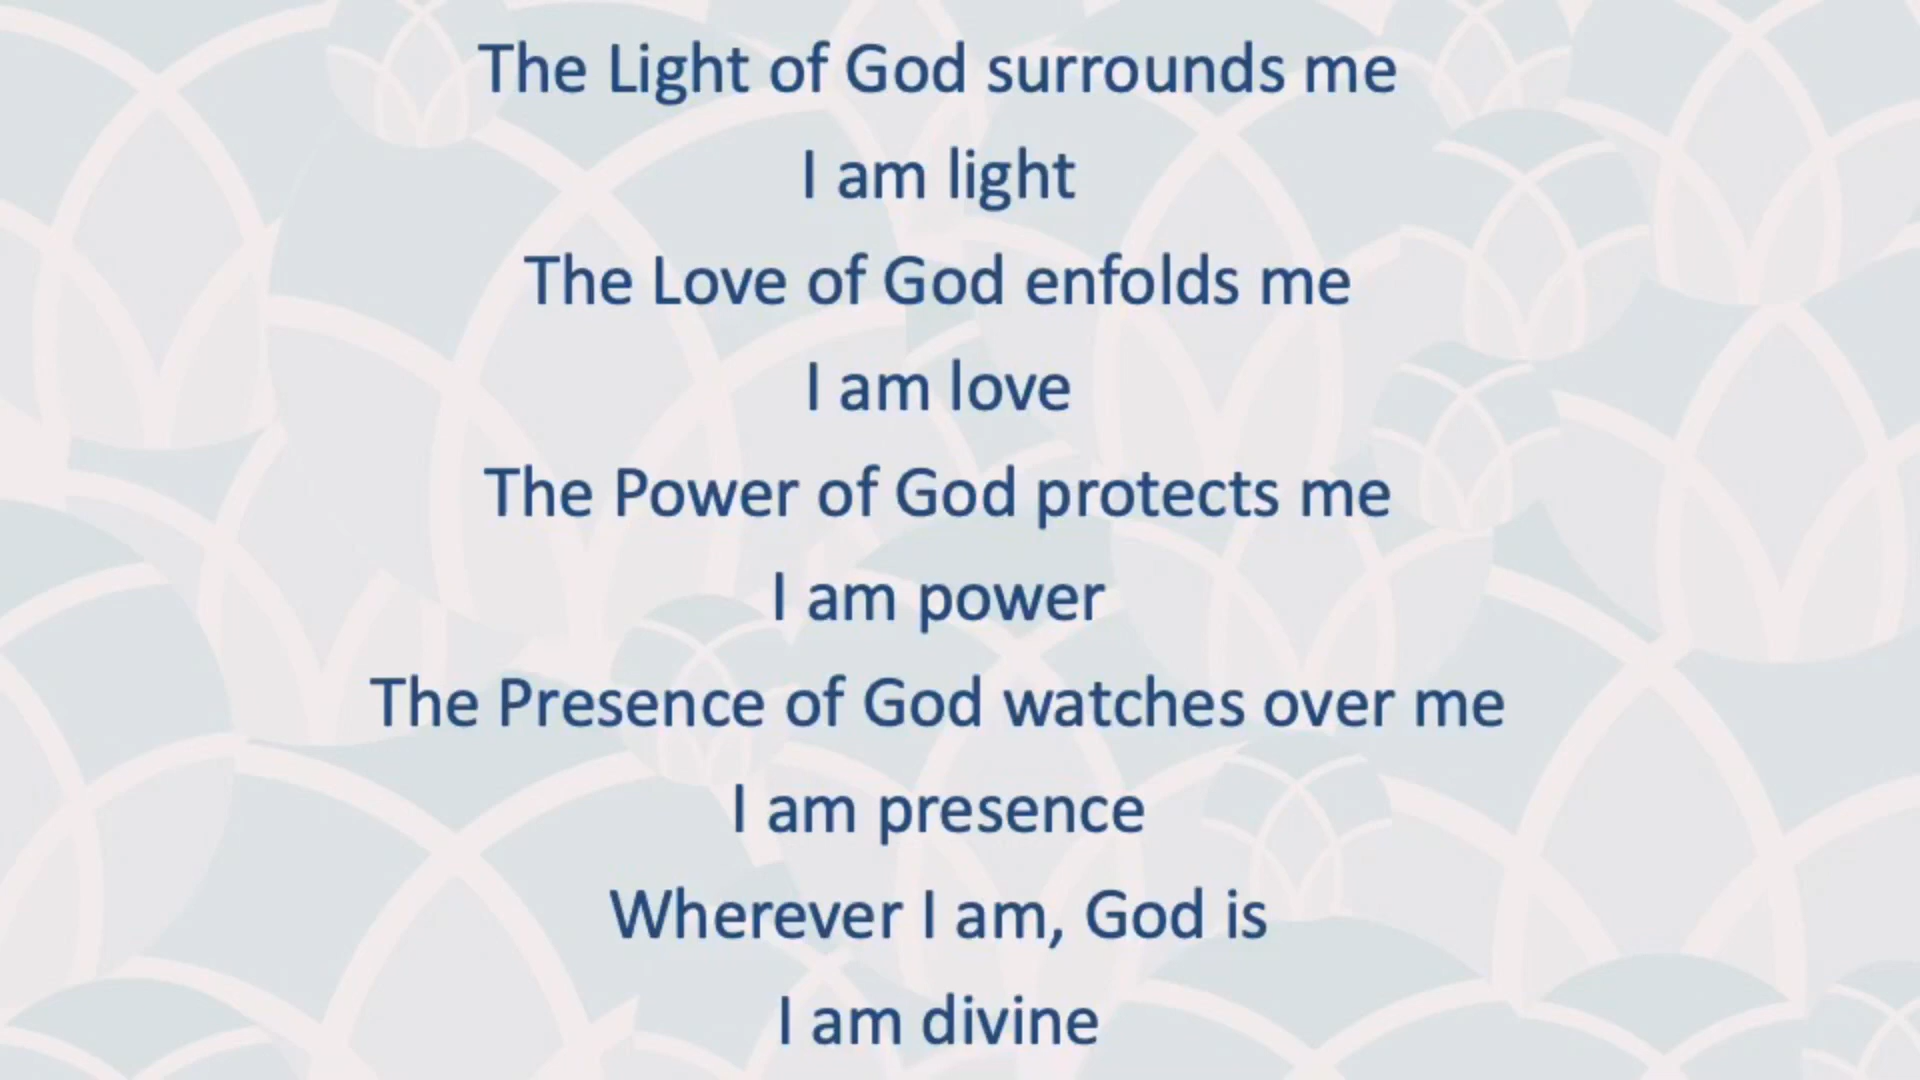 The Light of God surrounds me
I am light
The Love of God enfolds me
I am love
The Power of God protects me
I am power
The Presence of God watches over me
I am presence
Wherever I am, God is
I am divine